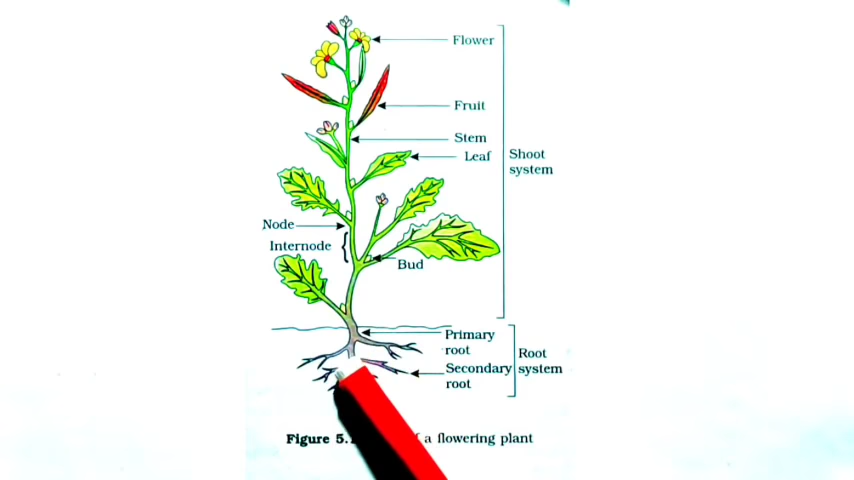 Flower
Fruit
Stem
Leaf
Shoot
system
Node
Internode
Bud
Primary
root
Root
system
Secondary
root
Figure 5. a flowering plant